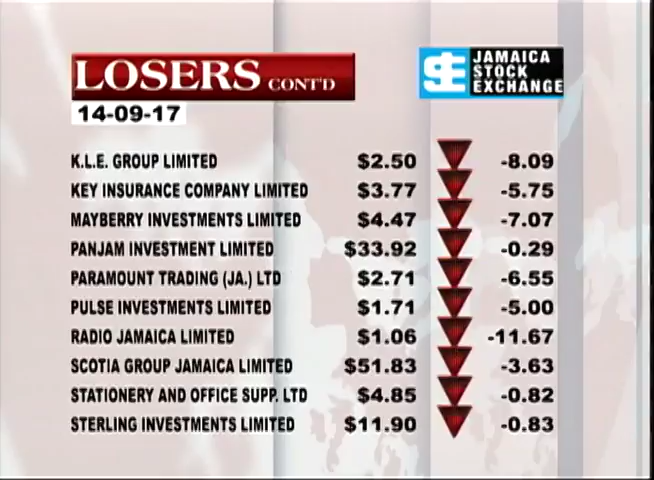 LOSERS CONT'D
JAMAICA
STOCK
EXCHANGE
14-09-17
K.L.E. GROUP LIMITED $2.50 -8.09
KEY INSURANCE COMPANY LIMITED $3.77 -5.75
MAYBERRY INVESTMENTS LIMITED $4.47 -7.07
PANJAM INVESTMENT LIMITED $33.92 -0.29
PARAMOUNT TRADING (JA.) LTD $2.71 -6.55
PULSE INVESTMENTS LIMITED $1.71 -5.00
RADIO JAMAICA LIMITED $1.06 -11.67
SCOTIA GROUP JAMAICA LIMITED $51.83 -3.63
STATIONERY AND OFFICE SUPP. LTD $4.85 -0.82
STERLING INVESTMENTS LIMITED $11.90 -0.83